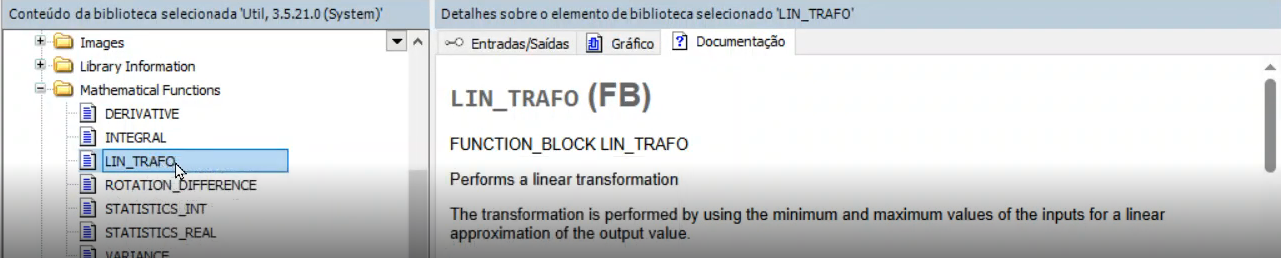 Conteúdo da biblioteca selecionada 'Util, 3.5.21.0 (System)'
Images
Library Information
Mathematical Functions
DERIVATIVE
INTEGRAL
LIN_TRAFO
ROTATION_DIFFERENCE
STATISTICS_INT
STATISTICS_REAL
VARIANCE
Detalhes sobre o elemento de biblioteca selecionado 'LIN_TRAFO'
Entradas/Saídas Gráfico Documentação
LIN_TRAFO (FB)
FUNCTION_BLOCK LIN_TRAFO
Performs a linear transformation
The transformation is performed by using the minimum and maximum values of the inputs for a linear
approximation of the output value.